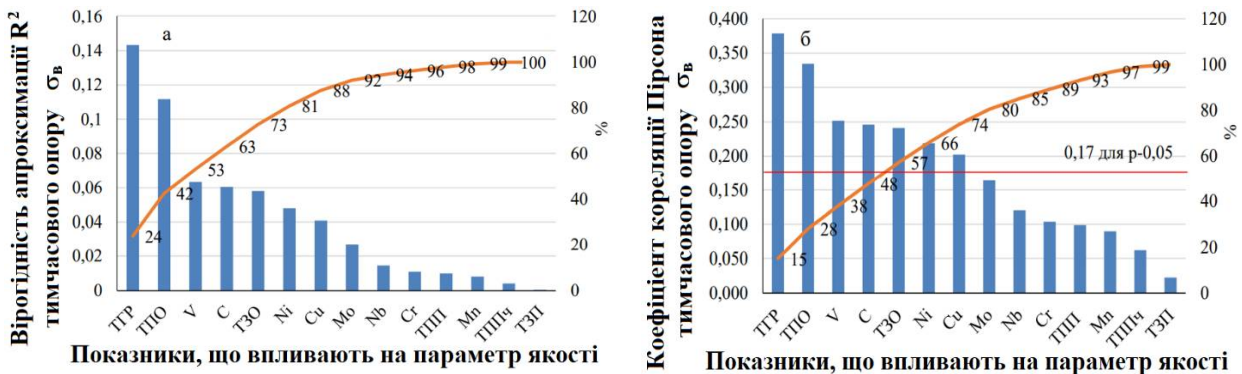 Вірогідність апроксимації R²
тимчасового опору σв
0,16
0,14
0,12
0,1
0,08
0,06
0,04
0,02
0
а
24
42
53
63
73
81
88
92
94
96
98
99
100
120
100
80
60
40
20
0
%
ТГР
ТПО
V
C
ТЗО
Ni
Cu
Mo
Nb
Cr
ТПП
Mn
ТППч
ТЗП
Показники, що впливають на параметр якості
Коефіцієнт кореляції Пірсона
тимчасового опору σв
0,400
0,350
0,300
0,250
0,200
0,150
0,100
0,050
0,000
б
15
28
38
48
57
66
74
80
85
89
93
97
99
0,17 для р-0,05
120
100
80
60
40
20
0
%
ТГР
ТПО
V
C
ТЗО
Ni
Cu
Mo
Nb
Cr
ТПП
Mn
ТППч
ТЗП
Показники, що впливають на параметр якості